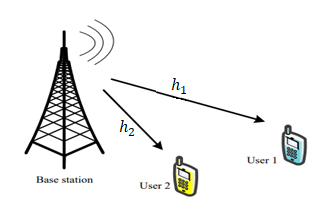 h₁
h₂
User 1
Base station
User 2